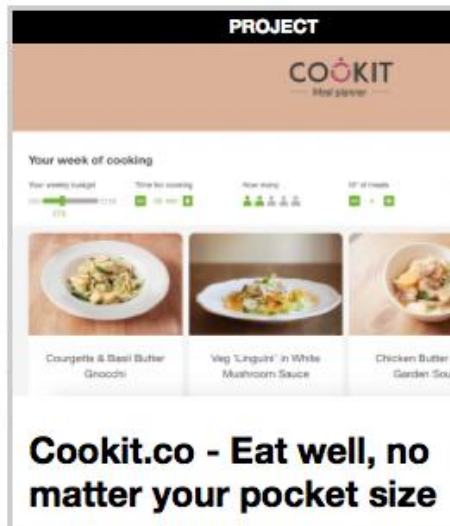 PROJECT
COOKIT
Meal planner
Your week of cooking
Your weekly budget Time for cooking How many Nº of meals
Courgette & Basil Butter Veg 'Linguini' in White Chicken Butter
Gnocchi Mushroom Sauce Garden Sou
Cookit.co - Eat well, no
matter your pocket size